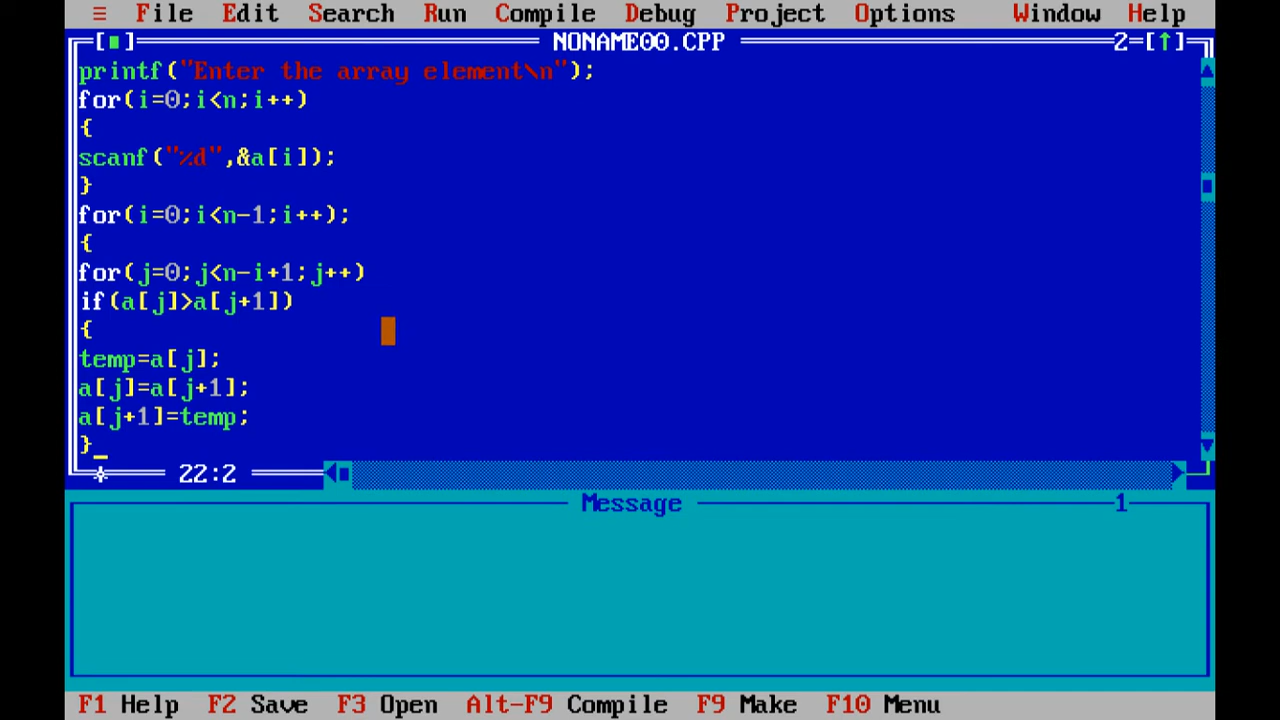 ≡ File Edit Search Run Compile Debug Project Options Window Help
[■] NONAME00.CPP 2=[↑]
printf("Enter the array element\n");
for(i=0;i<n;i++)
{
scanf("%d",&a[i]);
}
for(i=0;i<n-1;i++);
{
for(j=0;j<n-i+1;j++)
if(a[j]>a[j+1])
{
temp=a[j];
a[j]=a[j+1];
a[j+1]=temp;
}_
22:2
Message 1
F1 Help F2 Save F3 Open Alt-F9 Compile F9 Make F10 Menu